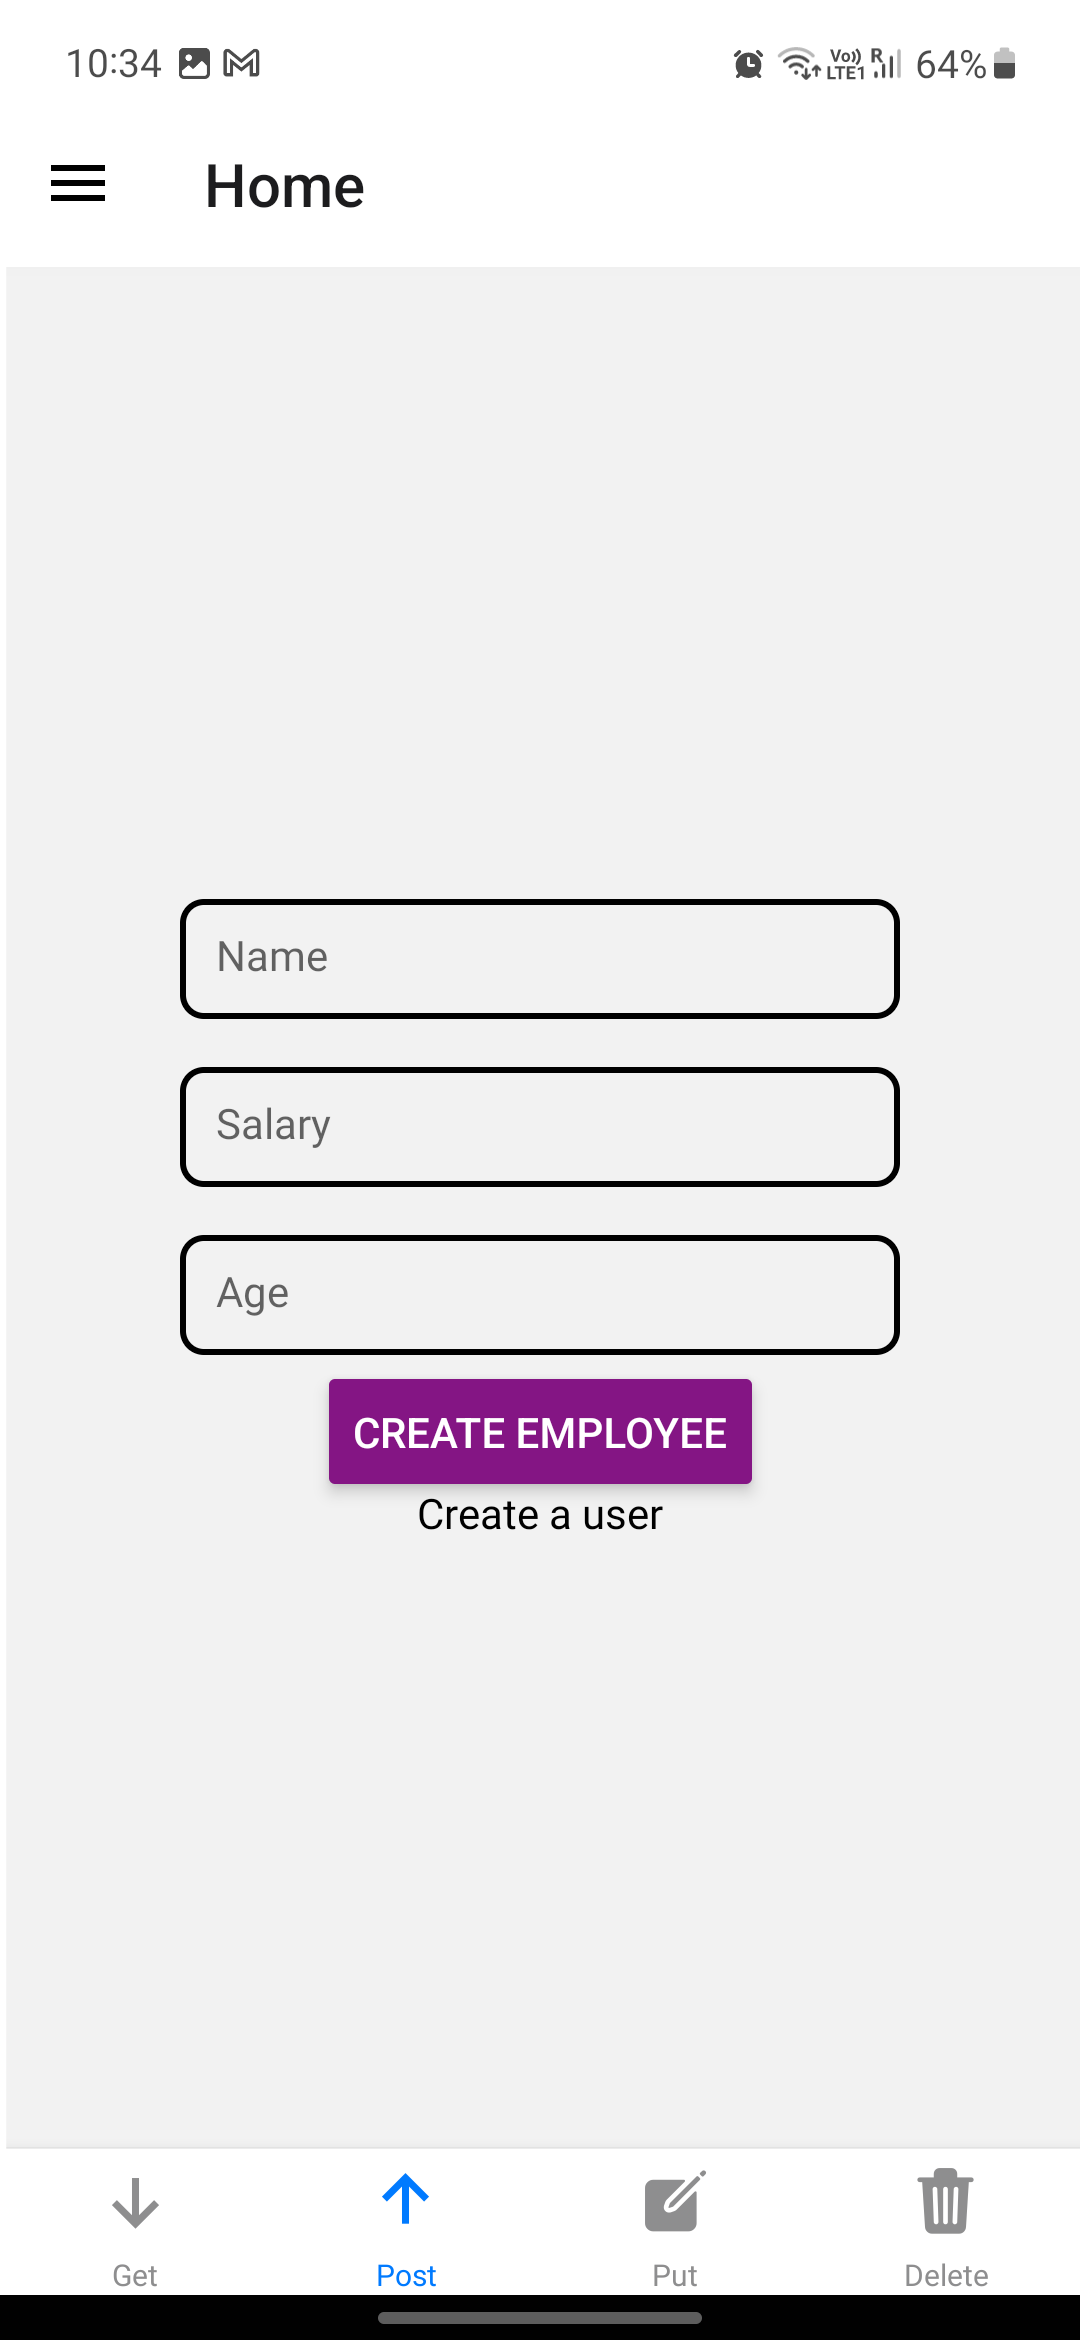 10:34 Vo)) LTE1 R 64%
Home
Name
Salary
Age
CREATE EMPLOYEE
Create a user
Get Post Put Delete